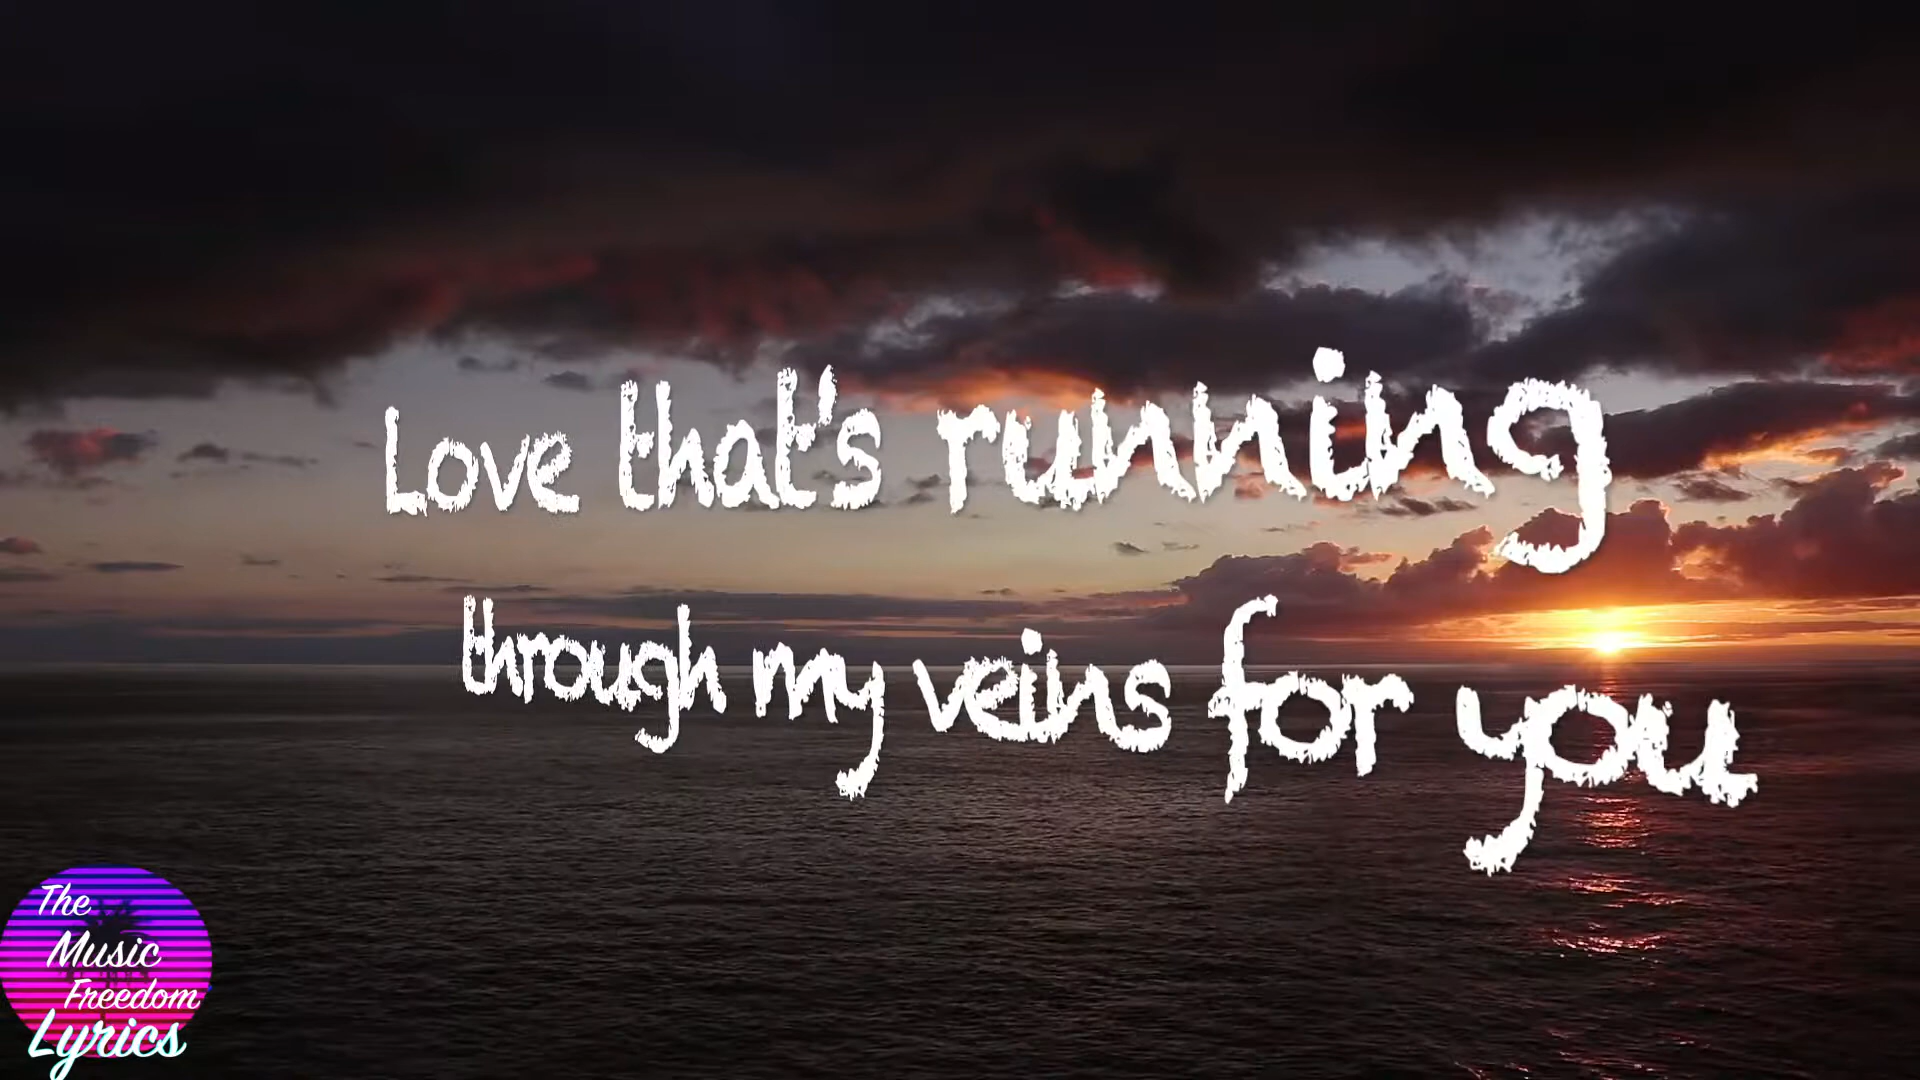 Love that's running
through my veins for you
The
Music
Freedom
Lyrics